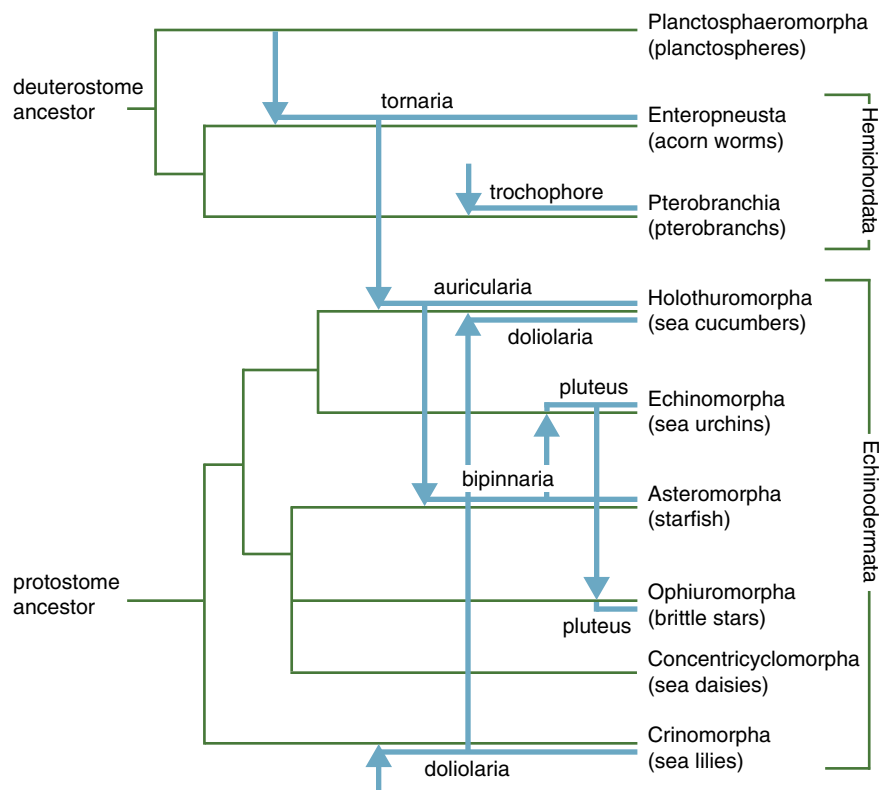 Planctosphaeromorpha
(planctospheres)
deuterostome
ancestor
tornaria
Enteropneusta
(acorn worms)
Hemichordata
trochophore
Pterobranchia
(pterobranchs)
auricularia
Holothuromorpha
(sea cucumbers)
doliolaria
pluteus
Echinomorpha
(sea urchins)
Echinodermata
bipinnaria
Asteromorpha
(starfish)
protostome
ancestor
Ophiuromorpha
(brittle stars)
pluteus
Concentricyclomorpha
(sea daisies)
Crinomorpha
(sea lilies)
doliolaria